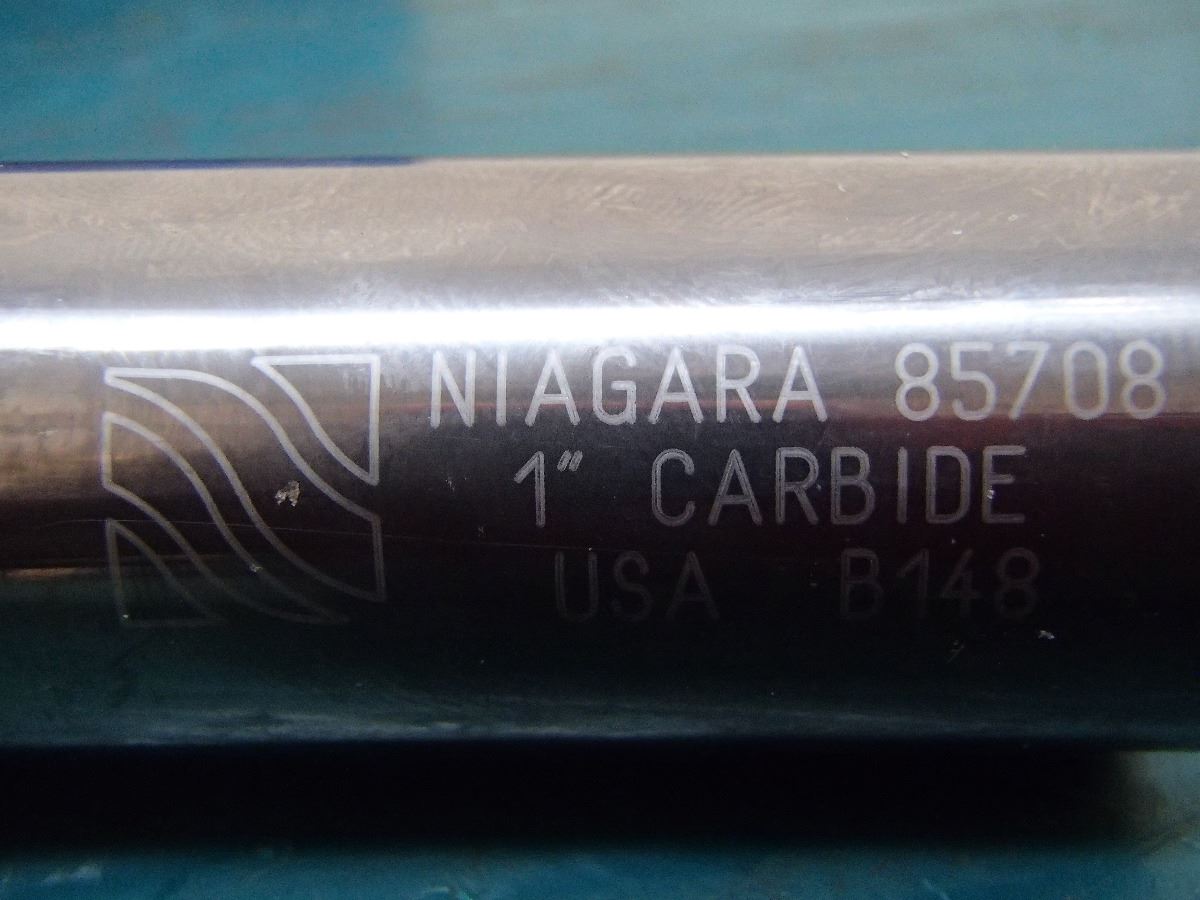 NIAGARA 85708
1" CARBIDE
USA B148